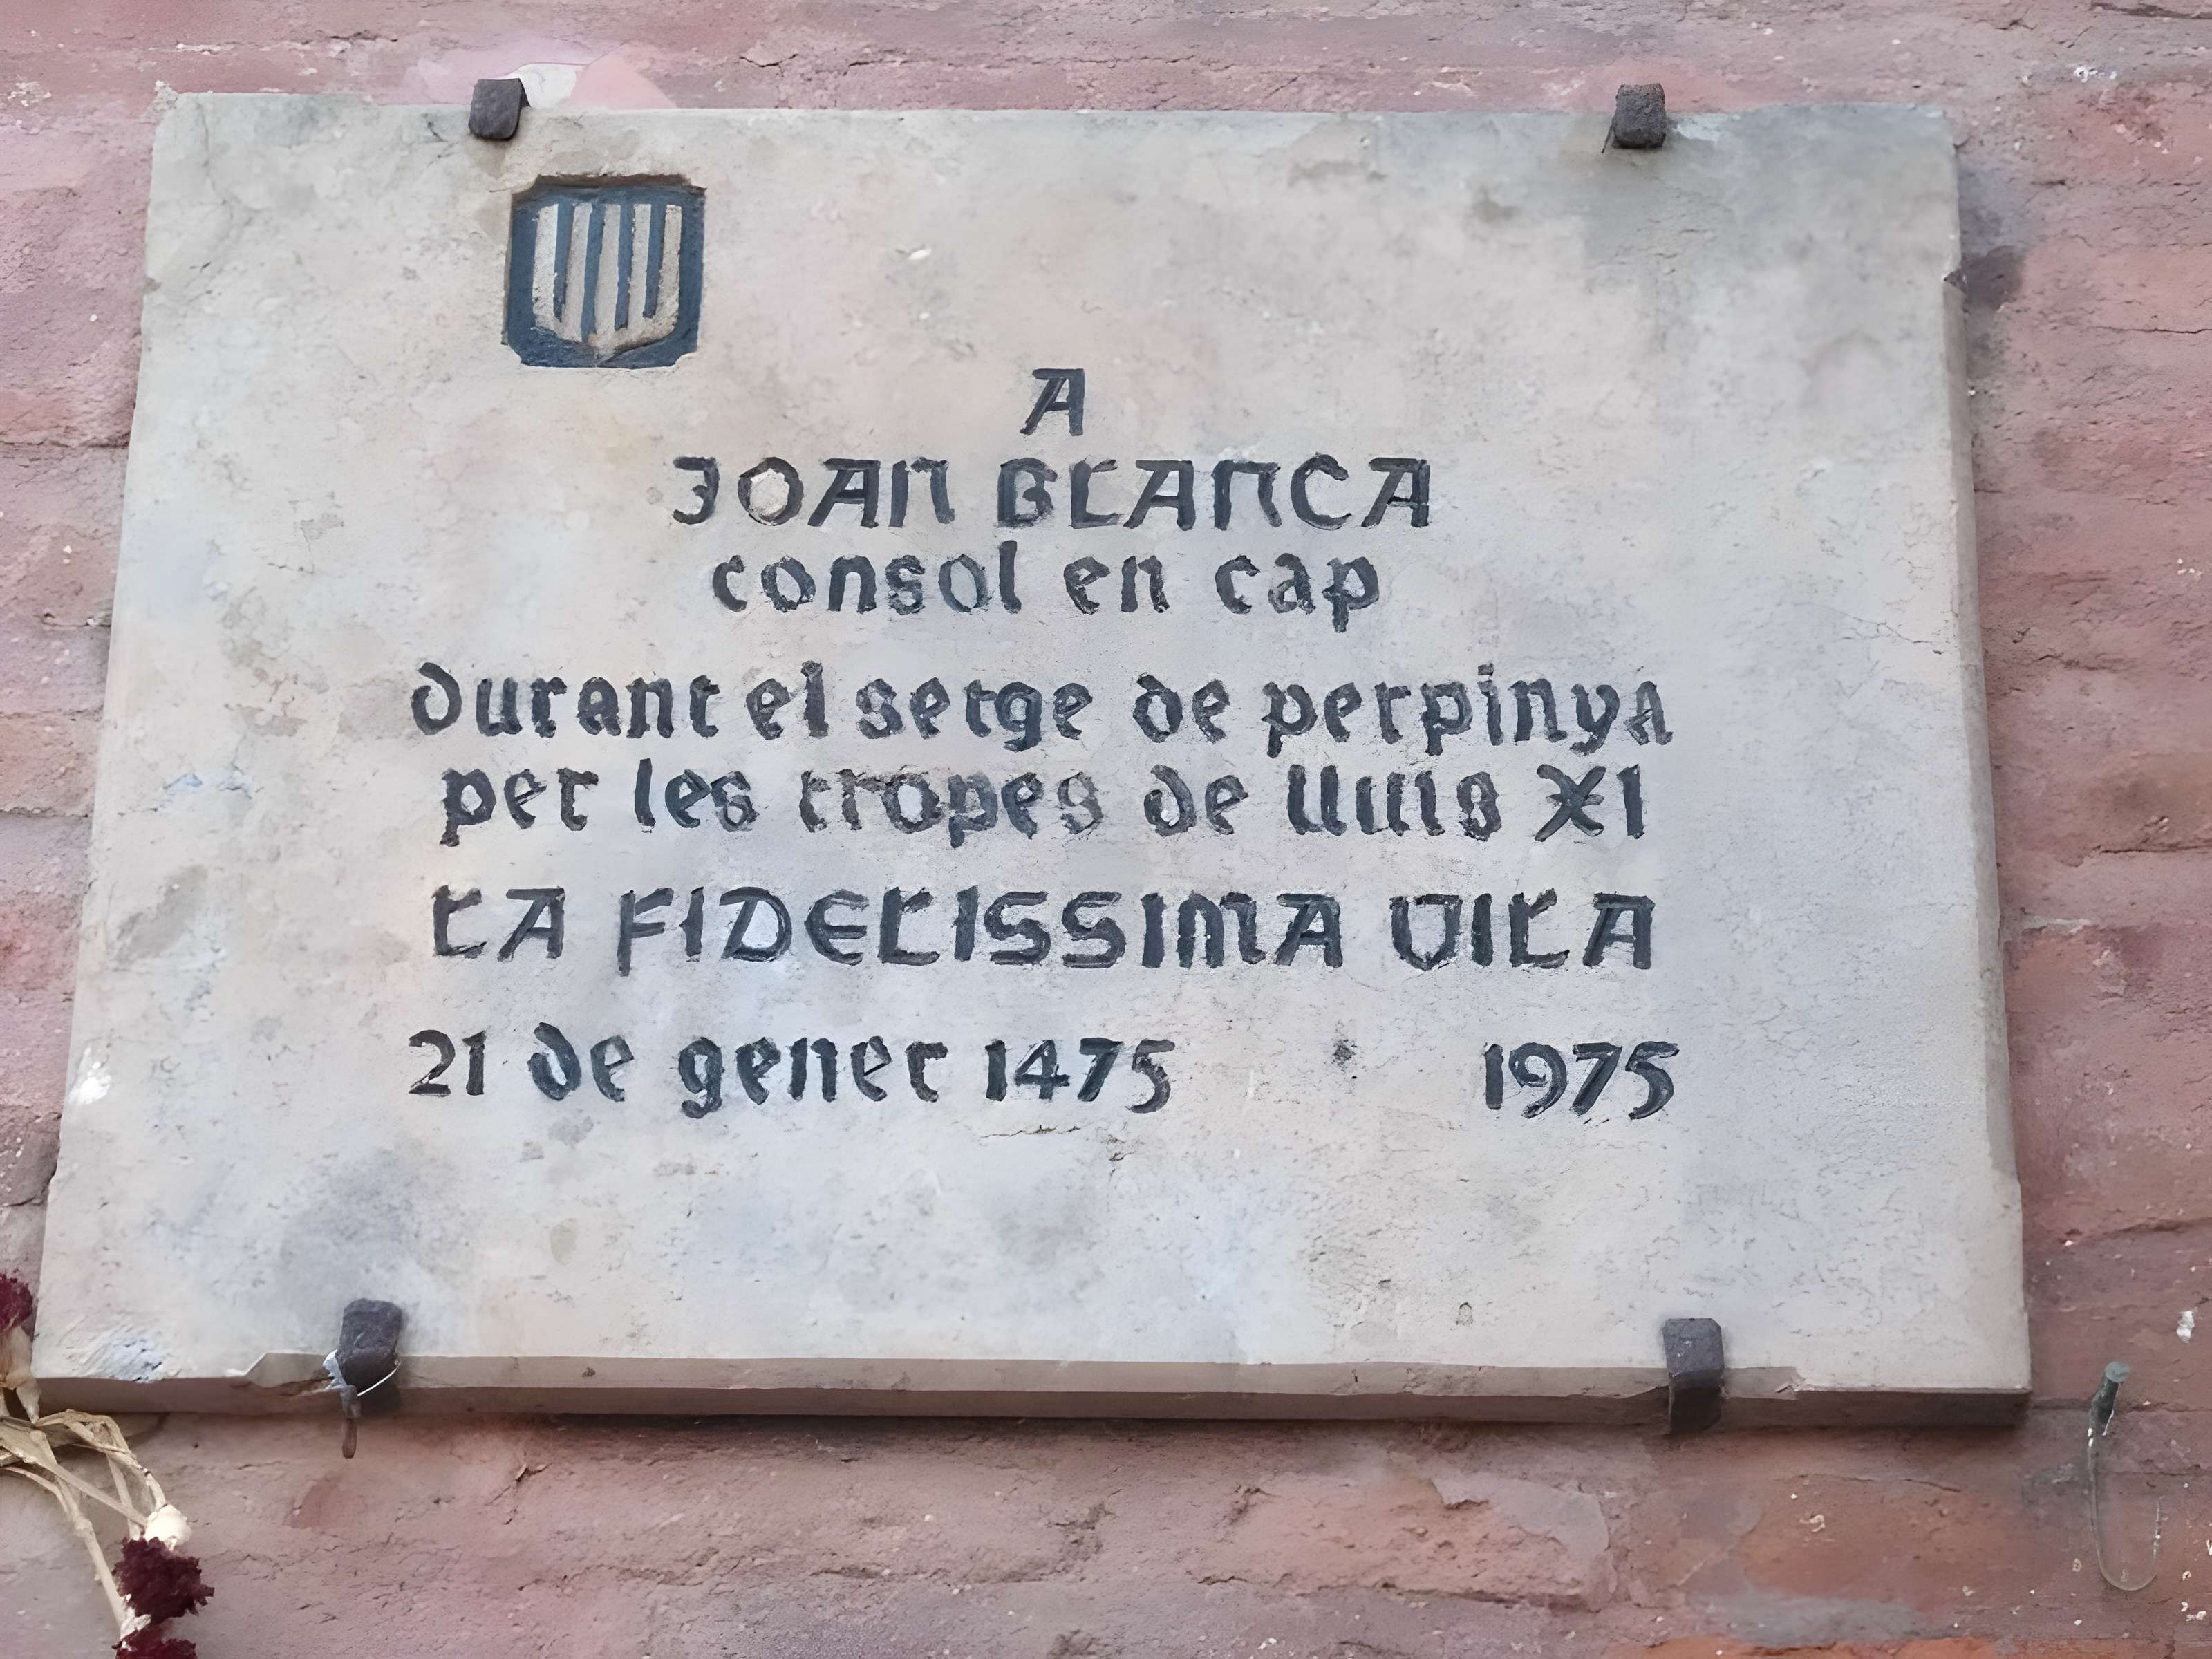 A
JOAN BLANCA
consol en cap
durant el setge de perpinya
per les tropes de lluis XI
LA FIDELISSIMA VILA
21 de gener 1475 1975